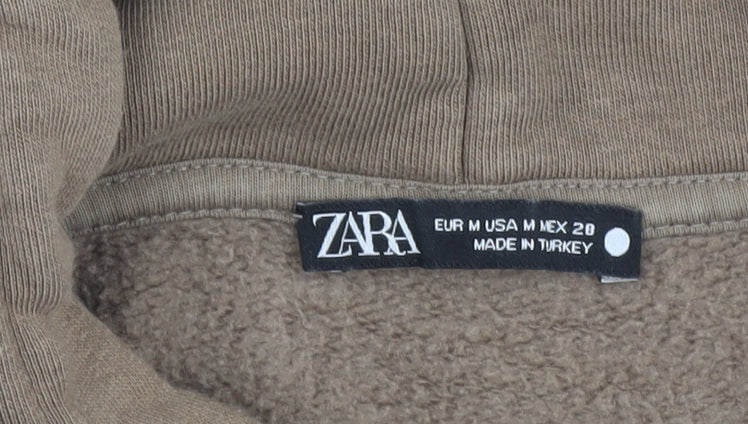 ZARA
EUR M USA M MEX 28
MADE IN TURKEY